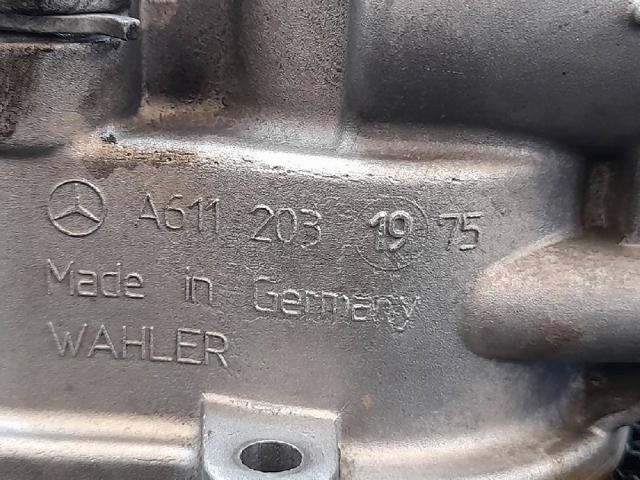 A611 203 19 75
Made in Germany
WAHLER